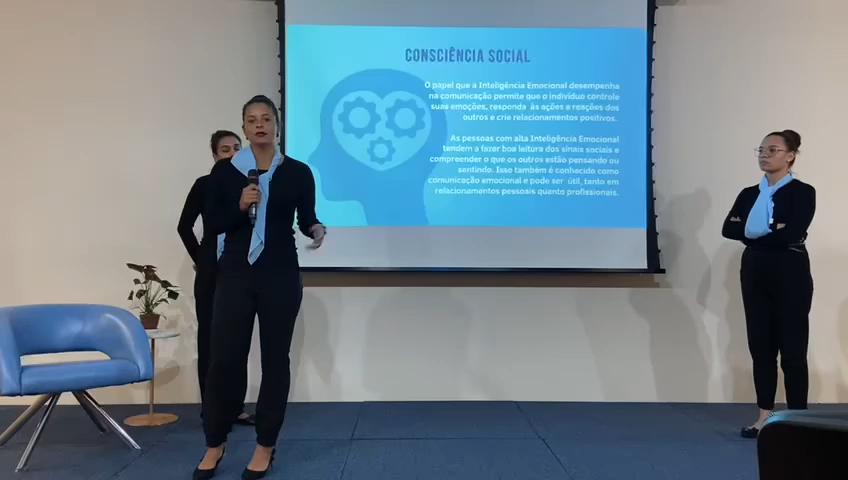 CONSCIÊNCIA SOCIAL
O papel que a Inteligência Emocional desempenha
na comunicação permite que o indivíduo controle
suas emoções, responda às ações e reações dos
outros e crie relacionamentos positivos.
As pessoas com alta Inteligência Emocional
tendem a fazer boa leitura dos sinais sociais e
compreender o que os outros estão pensando ou
sentindo. Isso também é conhecido como
comunicação emocional e pode ser útil, tanto em
relacionamentos pessoais quanto profissionais.